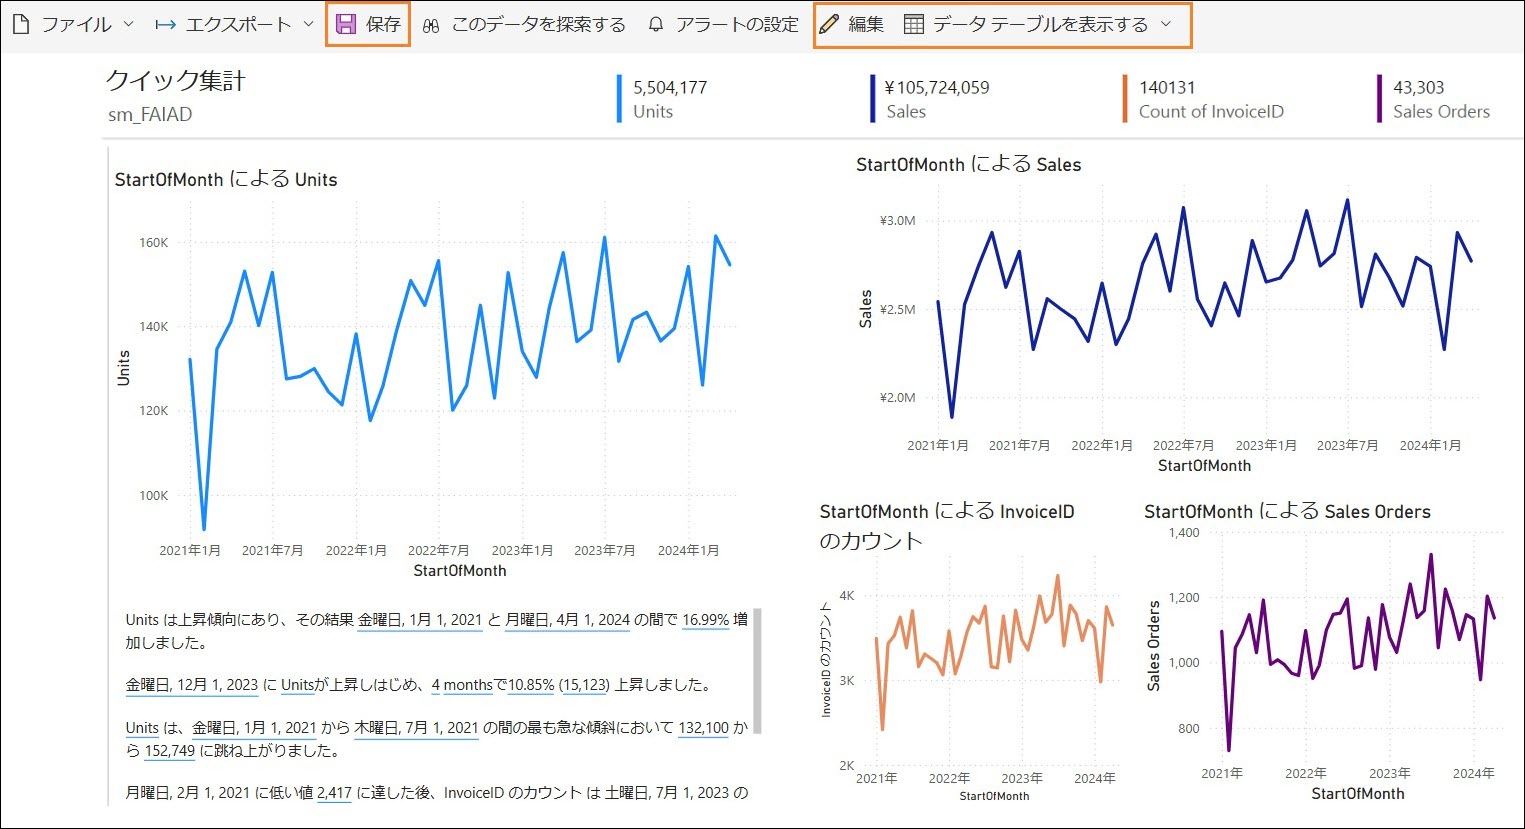 ファイル エクスポート 保存 このデータを探索する アラートの設定 編集 データ テーブルを表示する
クイック集計
sm_FAIAD
5,504,177
Units
¥105,724,059
Sales
140131
Count of InvoiceID
43,303
Sales Orders
StartOfMonth による Units
160K
140K
120K
100K
Units
2021年1月 2021年7月 2022年1月 2022年7月 2023年1月 2023年7月 2024年1月
StartOfMonth
Units は上昇傾向にあり、その結果 金曜日, 1月 1, 2021 と 月曜日, 4月 1, 2024 の間で 16.99% 増
加しました。
金曜日, 12月 1, 2023 に Unitsが上昇しはじめ、4 monthsで10.85% (15,123) 上昇しました。
Units は、金曜日, 1月 1, 2021 から 木曜日, 7月 1, 2021 の間の最も急な傾斜において 132,100 か
ら 152,749 に跳ね上がりました。
月曜日, 2月 1, 2021 に低い値 2,417 に達した後、InvoiceID のカウント は 土曜日, 7月 1, 2023 の
StartOfMonth による Sales
¥3.0M
¥2.5M
¥2.0M
Sales
2021年1月 2021年7月 2022年1月 2022年7月 2023年1月 2023年7月 2024年1月
StartOfMonth
StartOfMonth による InvoiceID
のカウント
4K
3K
2K
InvoiceID のカウント
2021年 2022年 2023年 2024年
StartOfMonth
StartOfMonth による Sales Orders
1,400
1,200
1,000
800
Sales Orders
2021年 2022年 2023年 2024年
StartOfMonth